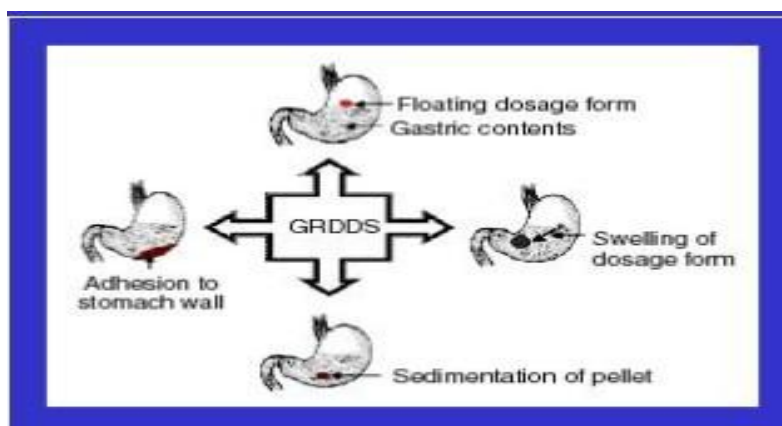 Floating dosage form
Gastric contents
GRDDS
Adhesion to
stomach wall
Swelling of
dosage form
Sedimentation of pellet